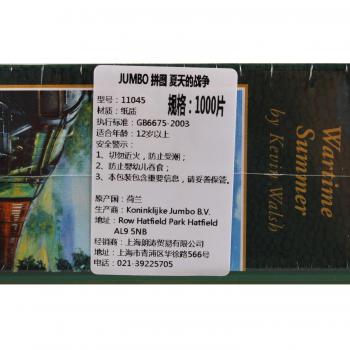 JUMBO 拼图 夏天的战争
型号：11045 规格：1000片
材质：纸质
执行标准：GB6675-2003
适合年龄：12岁以上
安全警示：
1、切勿近火，防止受潮；
2、防止婴幼儿吞食；
3、本包装包含重要信息，请妥善保管。
原产国：荷兰
生产商：Koninklijke Jumbo B.V.
地址：Row Hatfield Park Hatfield
AL9 5NB
经销商：上海朗涛贸易有限公司
地址：上海市青浦区华徐路566号
电话：021-39225705
Wartime
Summer
by Kevin Walsh